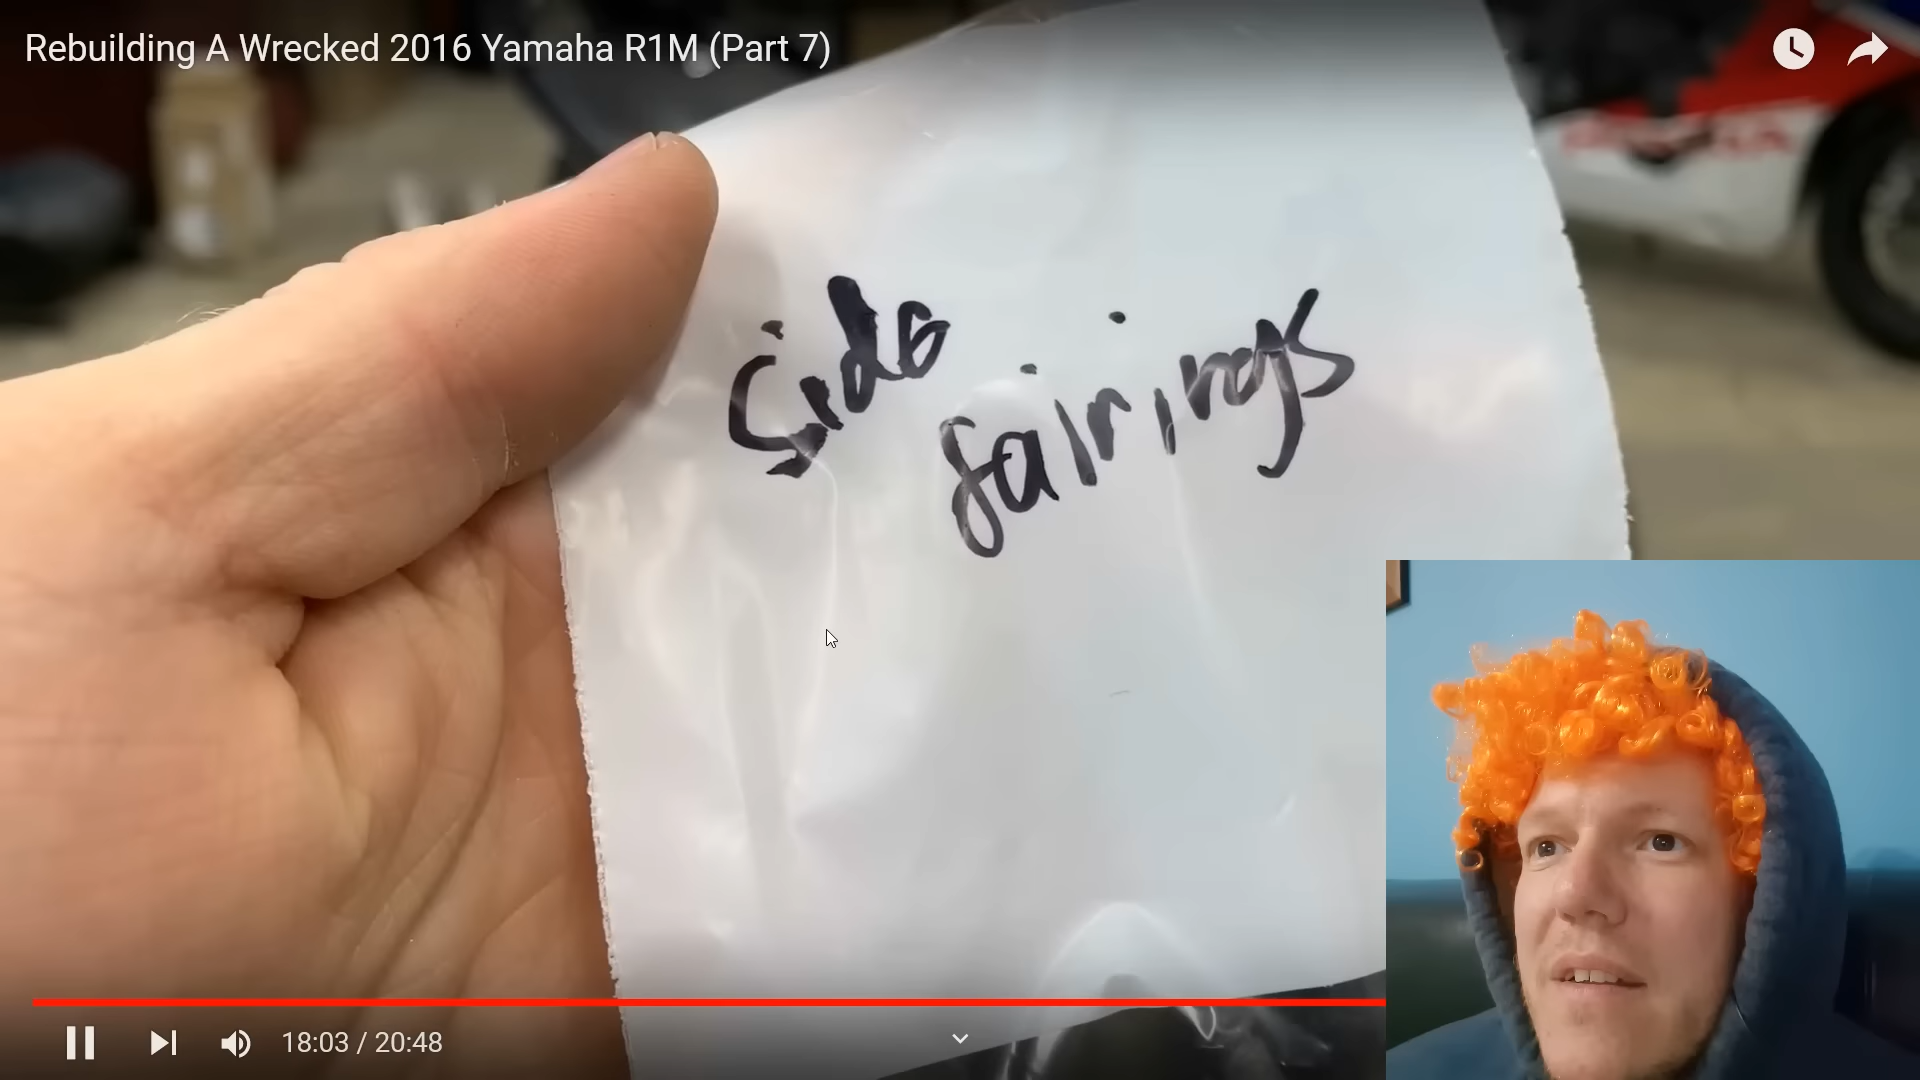 Rebuilding A Wrecked 2016 Yamaha R1M (Part 7)
Side
fairings
18:03 / 20:48